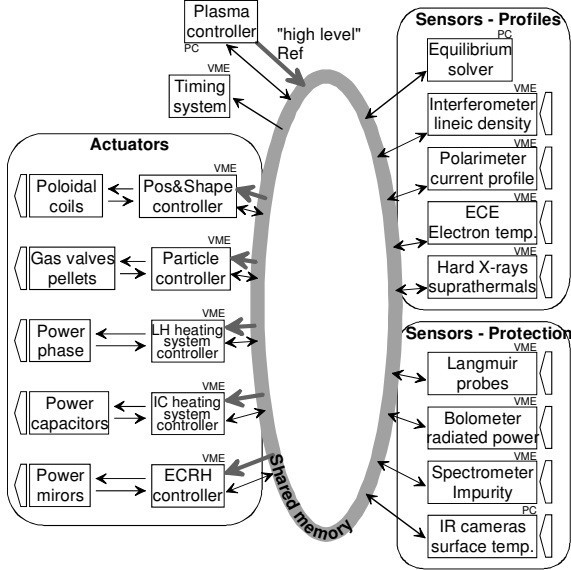 Plasma
controller
PC
"high level"
Ref
VME
Timing
system
Actuators
VME
Poloidal
coils
Pos&Shape
controller
VME
Gas valves
pellets
Particle
controller
VME
Power
phase
LH heating
system
controller
VME
Power
capacitors
IC heating
system
controller
VME
Power
mirors
ECRH
controller
Shared memory
Sensors - Profiles
PC
Equilibrium
solver
VME
Interferometer
lineic density
VME
Polarimeter
current profile
VME
ECE
Electron temp.
VME
Hard X-rays
suprathermals
Sensors - Protection
VME
Langmuir
probes
VME
Bolometer
radiated power
VME
Spectrometer
Impurity
PC
IR cameras
surface temp.